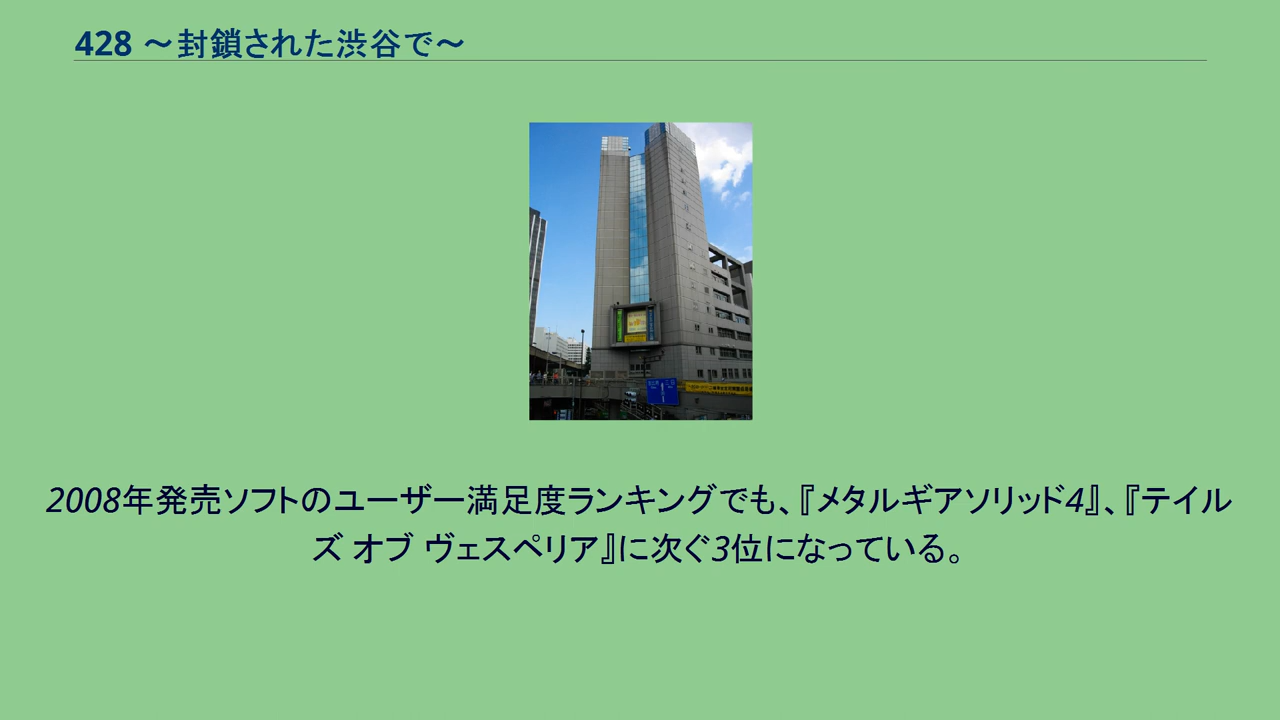 428 〜封鎖された渋谷で〜
2008年発売ソフトのユーザー満足度ランキングでも、『メタルギアソリッド4』、『テイル
ズ オブ ヴェスペリア』に次ぐ3位になっている。